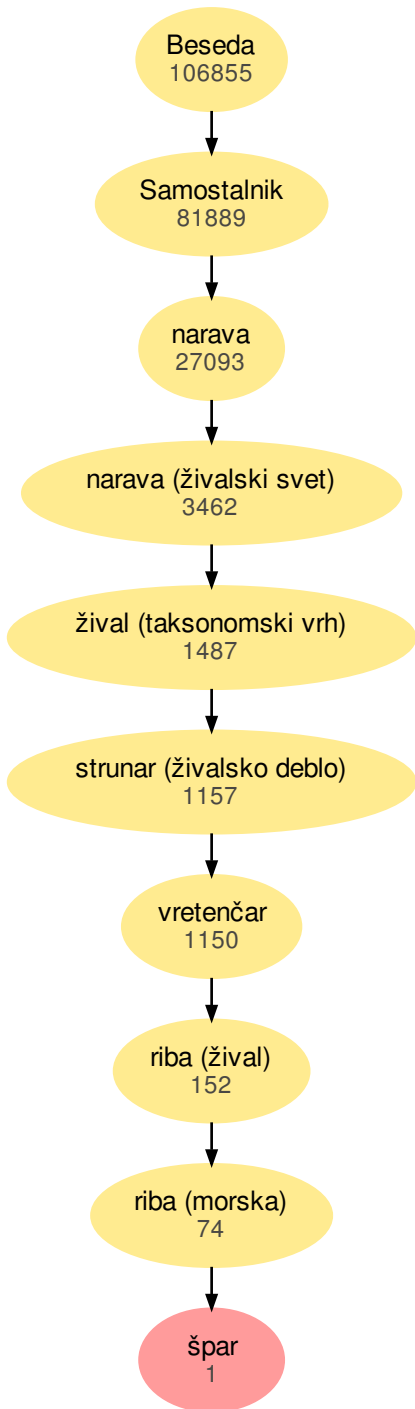 Beseda
106855
Samostalnik
81889
narava
27093
narava (živalski svet)
3462
žival (taksonomski vrh)
1487
strunar (živalsko deblo)
1157
vretenčar
1150
riba (žival)
152
riba (morska)
74
špar
1